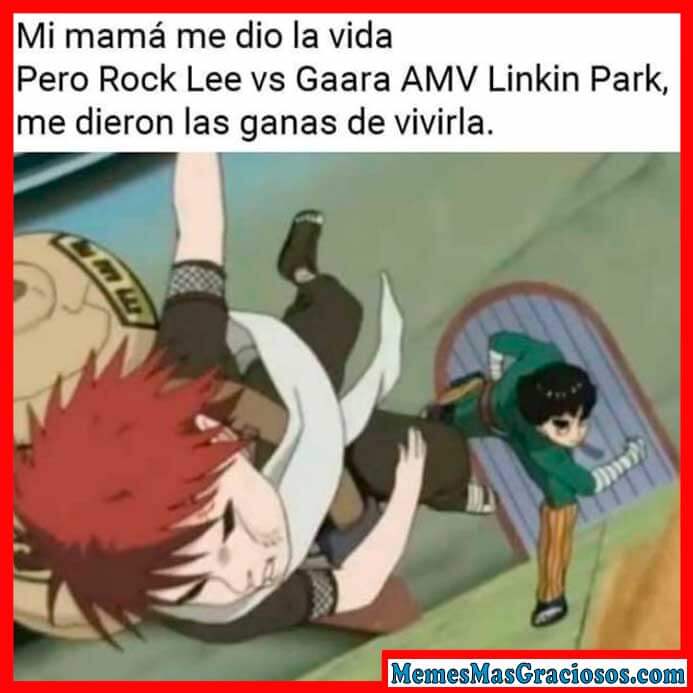 Mi mamá me dio la vida
Pero Rock Lee vs Gaara AMV Linkin Park,
me dieron las ganas de vivirla.
MemesMasGraciosos.com